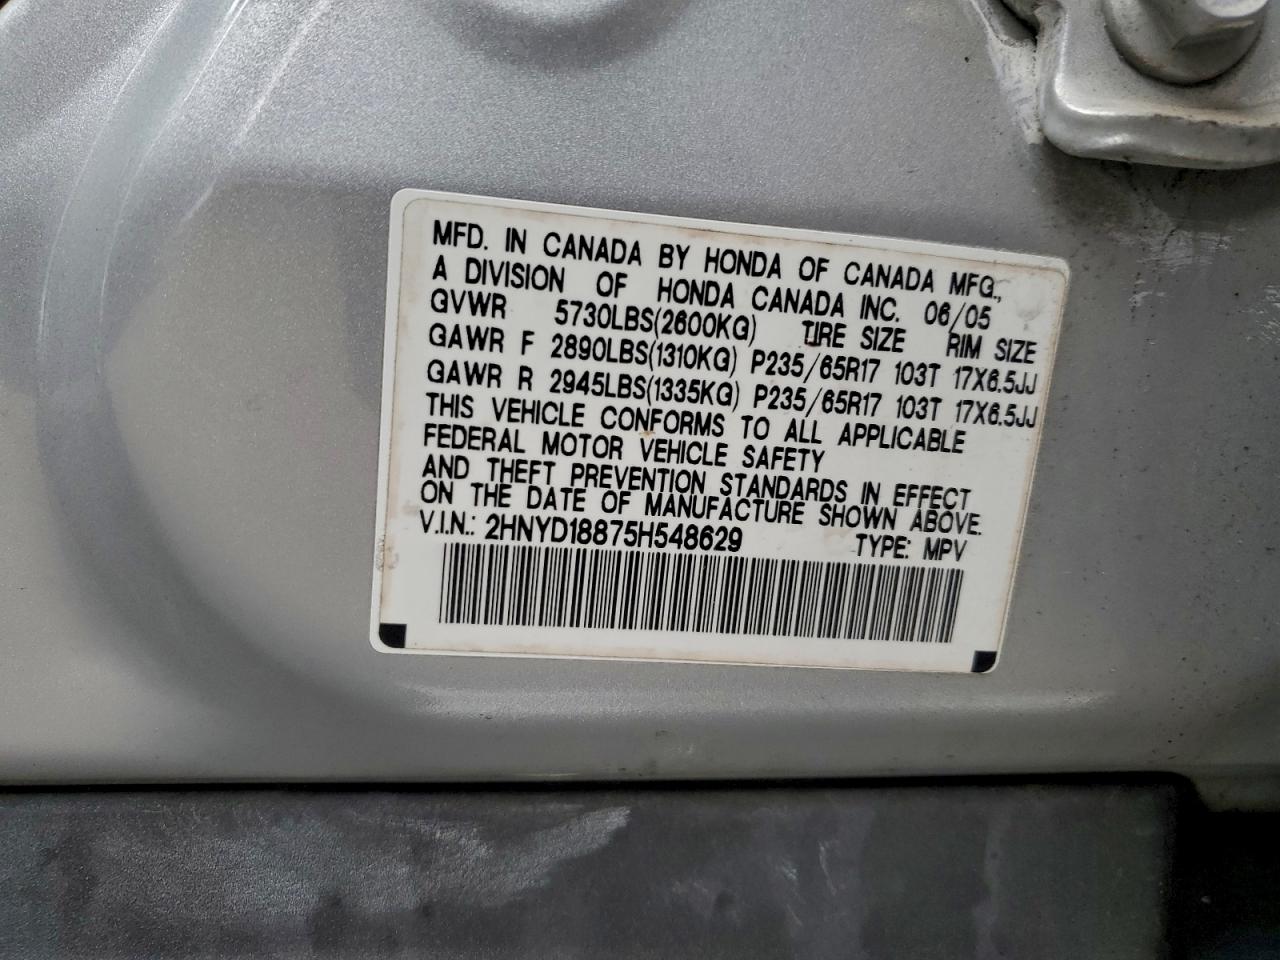 MFD. IN CANADA BY HONDA OF CANADA MFG.,
A DIVISION OF HONDA CANADA INC. 06/05
GVWR 5730LBS(2600KG) TIRE SIZE RIM SIZE
GAWR F 2890LBS(1310KG) P235/65R17 103T 17X6.5JJ
GAWR R 2945LBS(1335KG) P235/65R17 103T 17X6.5JJ
THIS VEHICLE CONFORMS TO ALL APPLICABLE
FEDERAL MOTOR VEHICLE SAFETY
AND THEFT PREVENTION STANDARDS IN EFFECT
ON THE DATE OF MANUFACTURE SHOWN ABOVE.
V.I.N.: 2HNYD18875H548629 TYPE: MPV